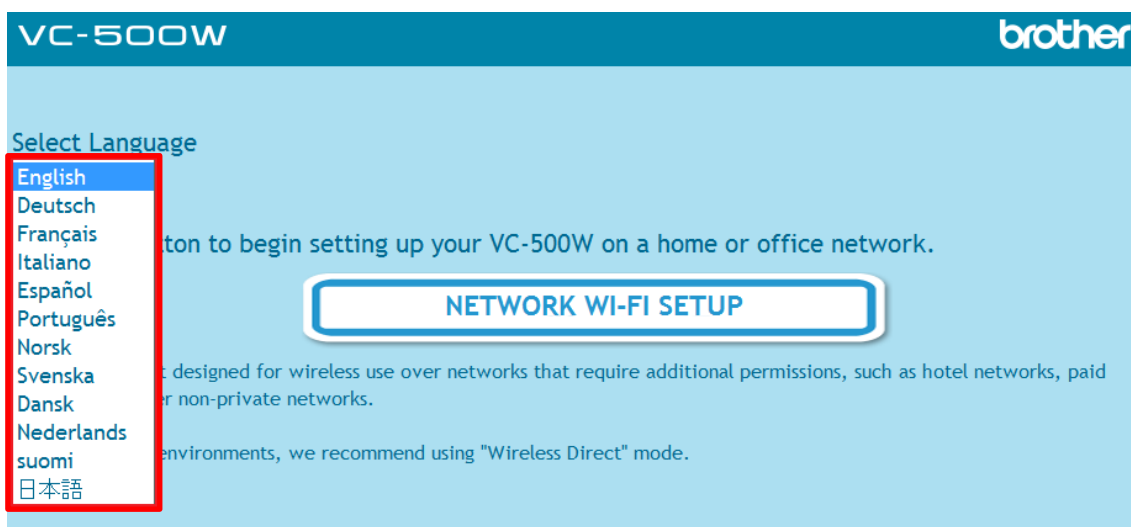 VC-500W
brother
Select Language
English
Deutsch
Français
ton to begin setting up your VC-500W on a home or office network.
Italiano
Español
NETWORK WI-FI SETUP
Português
Norsk
Svenska
designed for wireless use over networks that require additional permissions, such as hotel networks, paid
Dansk
non-private networks.
Nederlands
environments, we recommend using "Wireless Direct" mode.
suomi
日本語